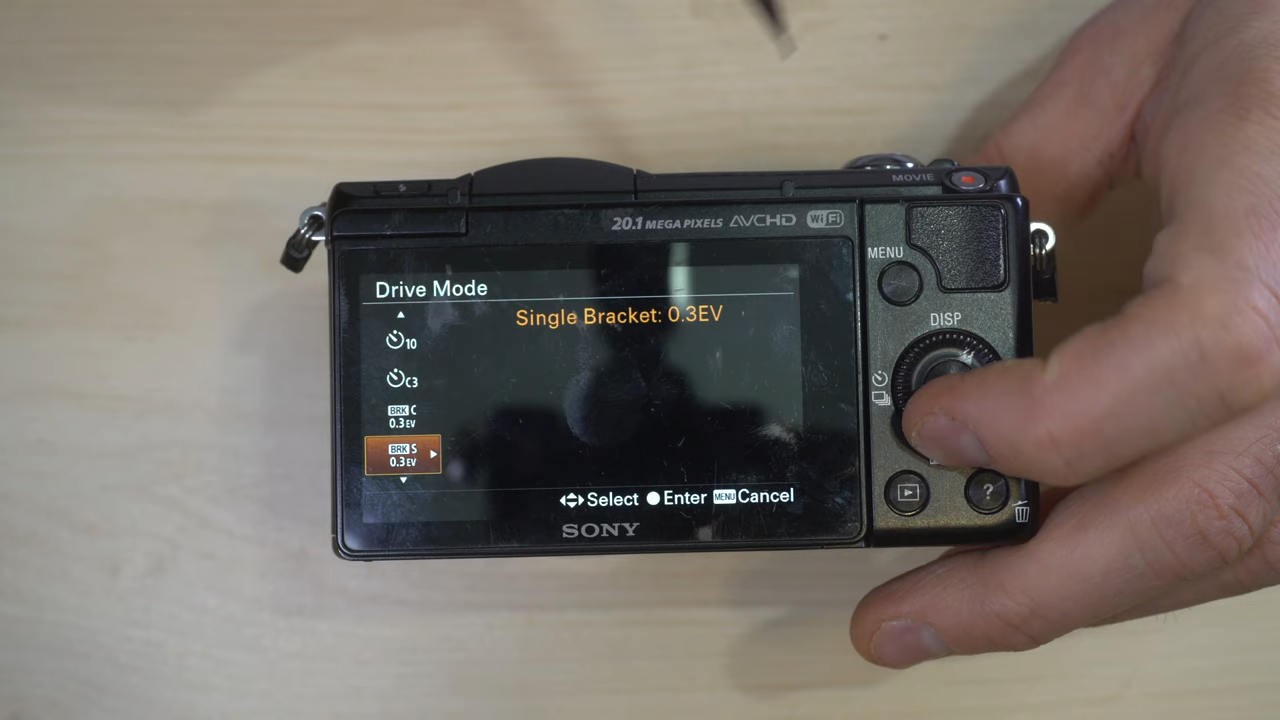 MOVIE
20.1 MEGA PIXELS AVCHD WiFi
MENU
Drive Mode
Single Bracket: 0.3EV
DISP
10
C3
BRK C
0.3EV
BRK S
0.3EV
Select Enter MENU Cancel
?
SONY